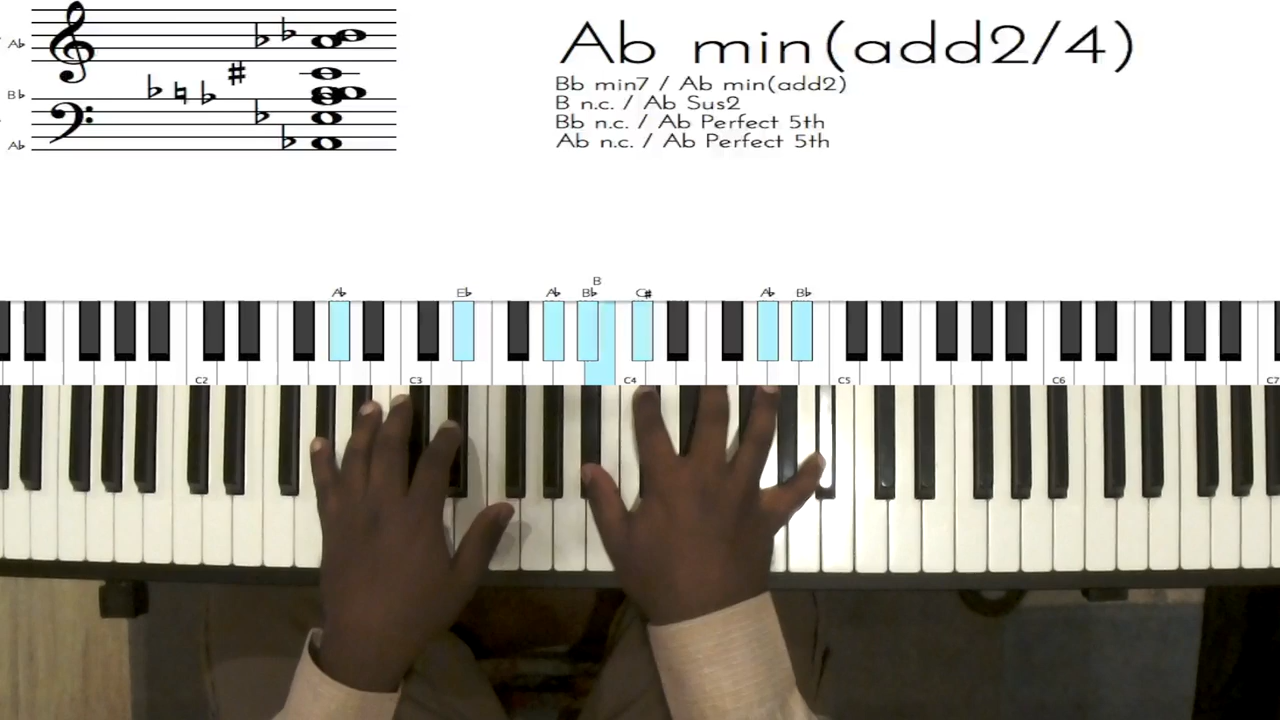 Ab min(add2/4)
Ab
Bb min7 / Ab min(add2)
Bb
B n.c. / Ab Sus2
Bb n.c. / Ab Perfect 5th
Ab
Ab n.c. / Ab Perfect 5th
B
Ab Eb Ab Bb C# Ab Bb
C2 C3 C4 C5 C6 C7